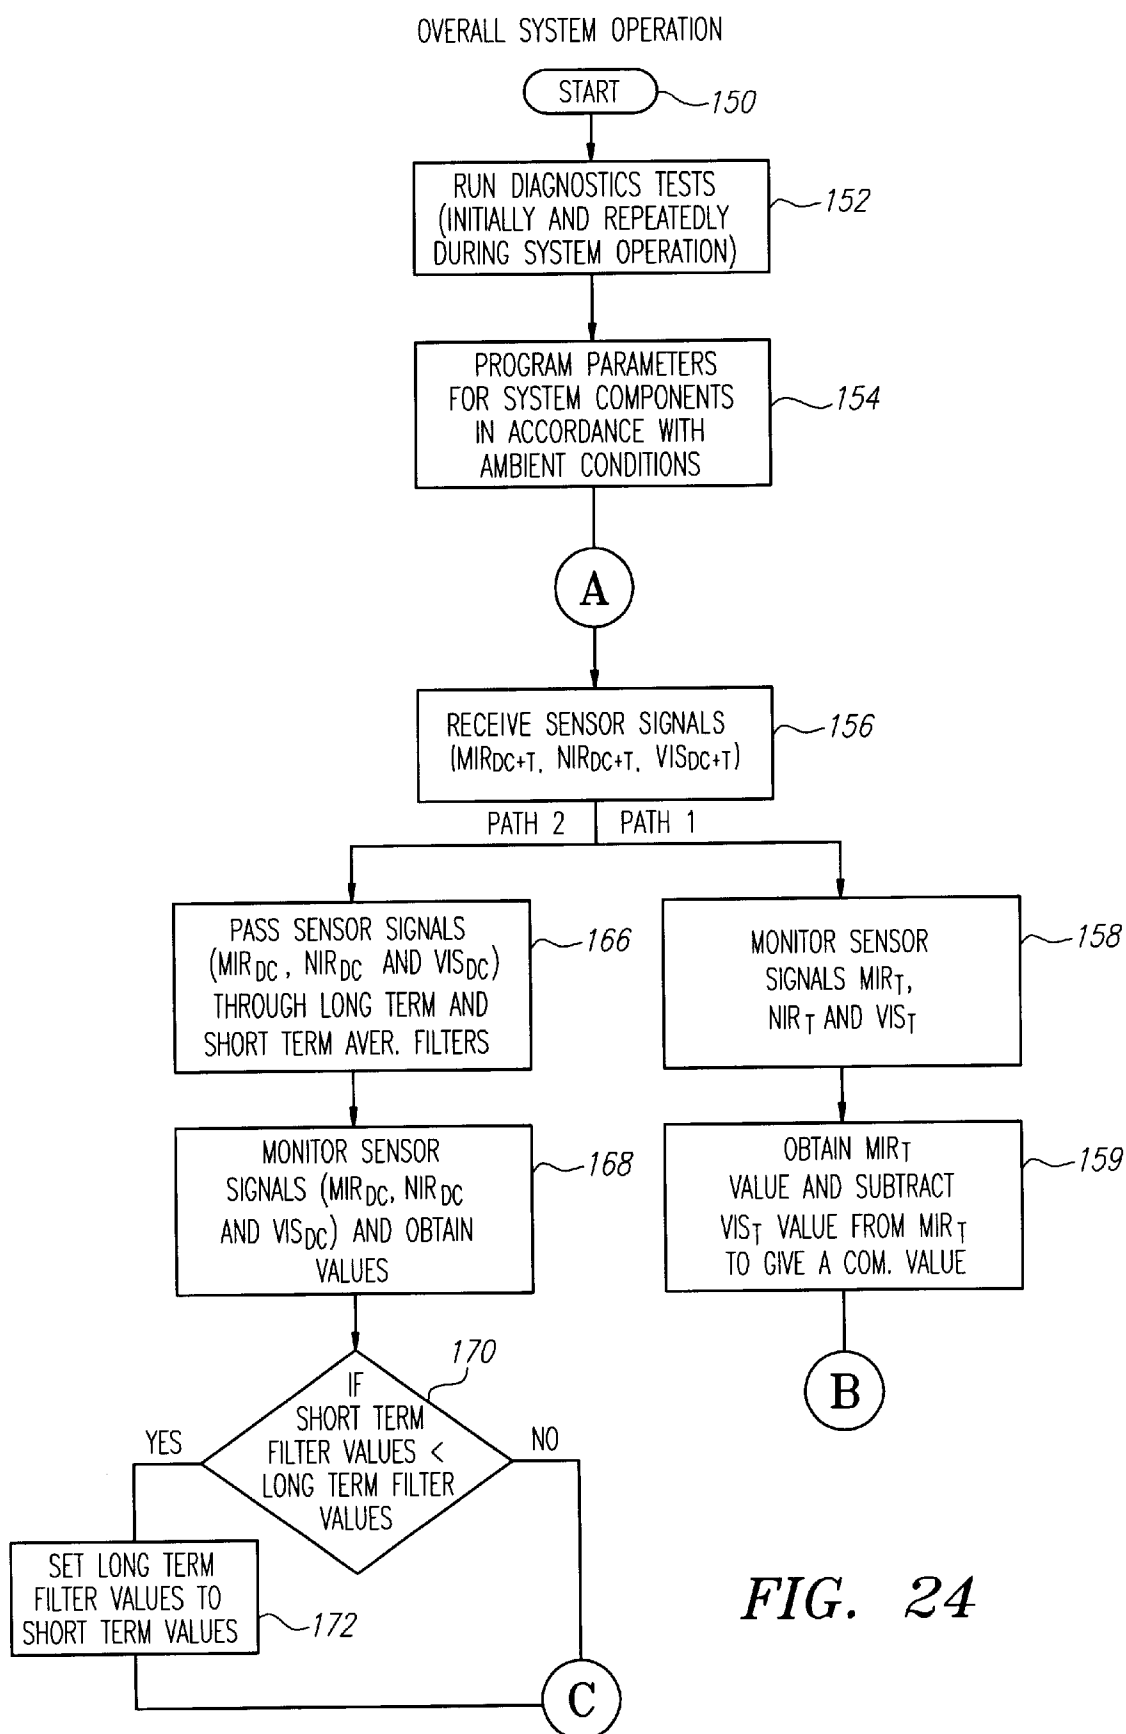 OVERALL SYSTEM OPERATION
START
150
RUN DIAGNOSTICS TESTS
(INITIALLY AND REPEATEDLY
DURING SYSTEM OPERATION)
152
PROGRAM PARAMETERS
FOR SYSTEM COMPONENTS
IN ACCORDANCE WITH
AMBIENT CONDITIONS
154
A
RECEIVE SENSOR SIGNALS
(MIRDC+T, NIRDC+T, VISDC+T)
156
PATH 2
PATH 1
PASS SENSOR SIGNALS
(MIRDC, NIRDC AND VISDC)
THROUGH LONG TERM AND
SHORT TERM AVER. FILTERS
166
MONITOR SENSOR
SIGNALS MIRT,
NIRT AND VIST
158
MONITOR SENSOR
SIGNALS (MIRDC, NIRDC
AND VISDC) AND OBTAIN
VALUES
168
OBTAIN MIRT
VALUE AND SUBTRACT
VIST VALUE FROM MIRT
TO GIVE A COM. VALUE
159
B
IF
SHORT TERM
FILTER VALUES <
LONG TERM FILTER
VALUES
170
YES
NO
SET LONG TERM
FILTER VALUES TO
SHORT TERM VALUES
172
C
FIG. 24